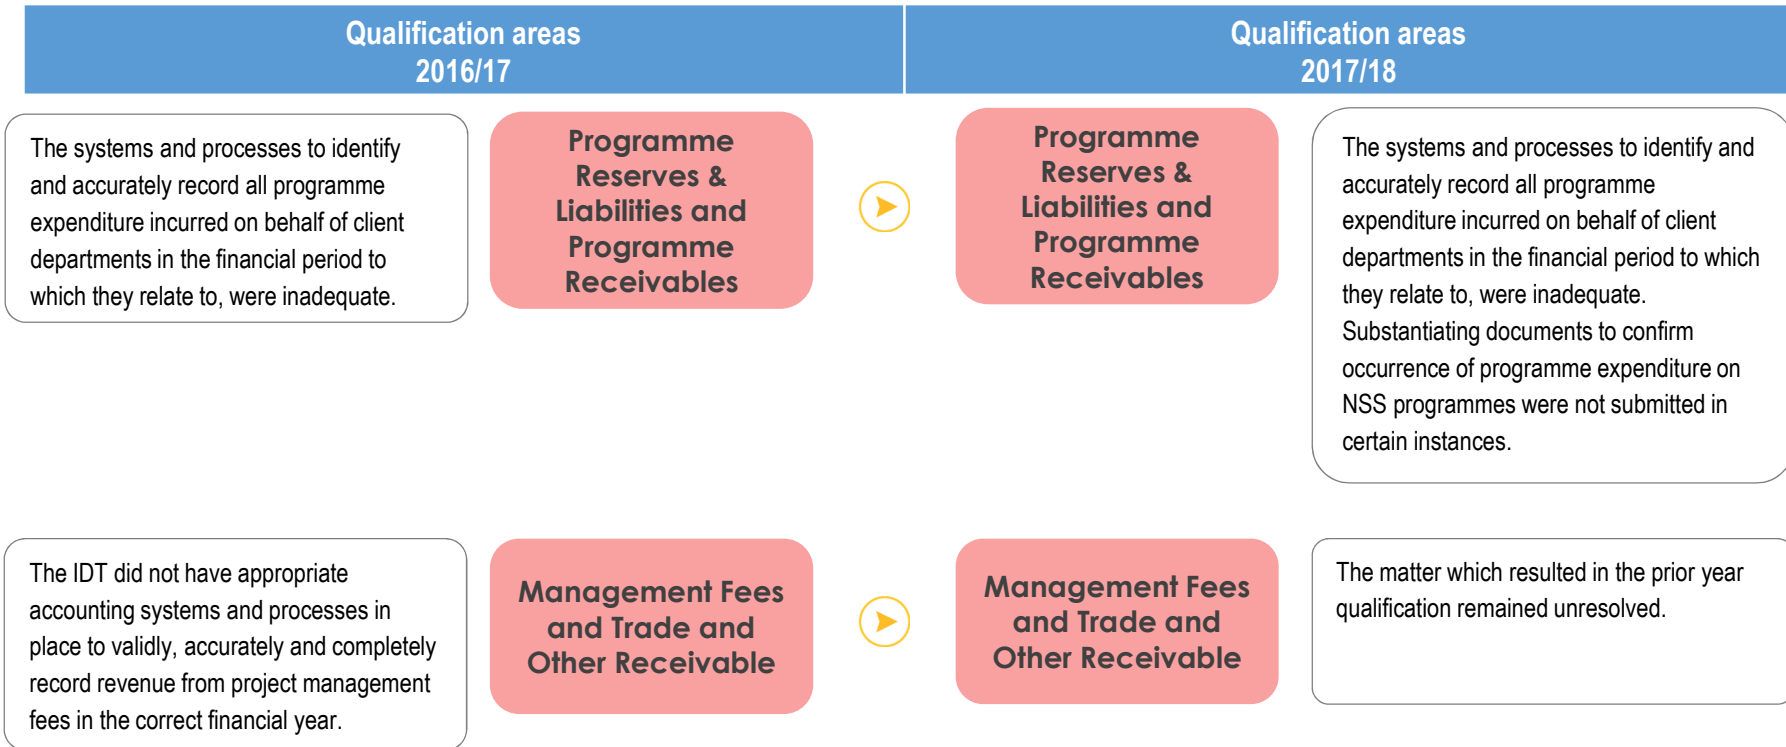 Qualification areas
2016/17
Qualification areas
2017/18
The systems and processes to identify
and accurately record all programme
expenditure incurred on behalf of client
departments in the financial period to
which they relate to, were inadequate.
Programme
Reserves &
Liabilities and
Programme
Receivables
Programme
Reserves &
Liabilities and
Programme
Receivables
The systems and processes to identify and
accurately record all programme
expenditure incurred on behalf of client
departments in the financial period to which
they relate to, were inadequate.
Substantiating documents to confirm
occurrence of programme expenditure on
NSS programmes were not submitted in
certain instances.
The IDT did not have appropriate
accounting systems and processes in
place to validly, accurately and completely
record revenue from project management
fees in the correct financial year.
Management Fees
and Trade and
Other Receivable
Management Fees
and Trade and
Other Receivable
The matter which resulted in the prior year
qualification remained unresolved.